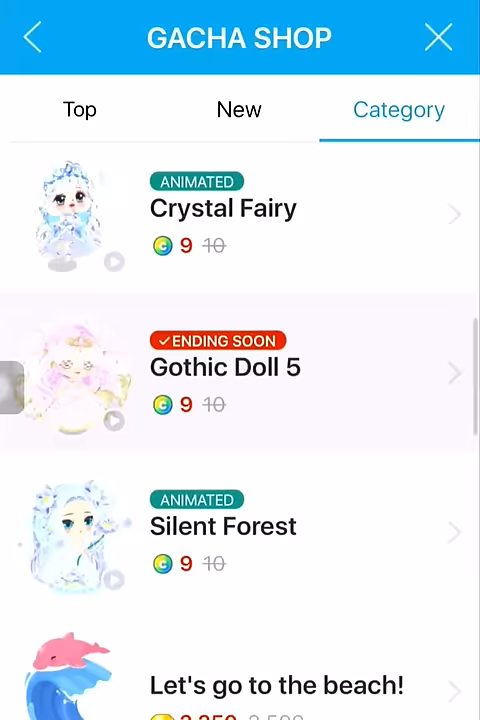 GACHA SHOP
Top
New
Category
ANIMATED
Crystal Fairy
9 10
ENDING SOON
Gothic Doll 5
9 10
ANIMATED
Silent Forest
9 10
Let's go to the beach!